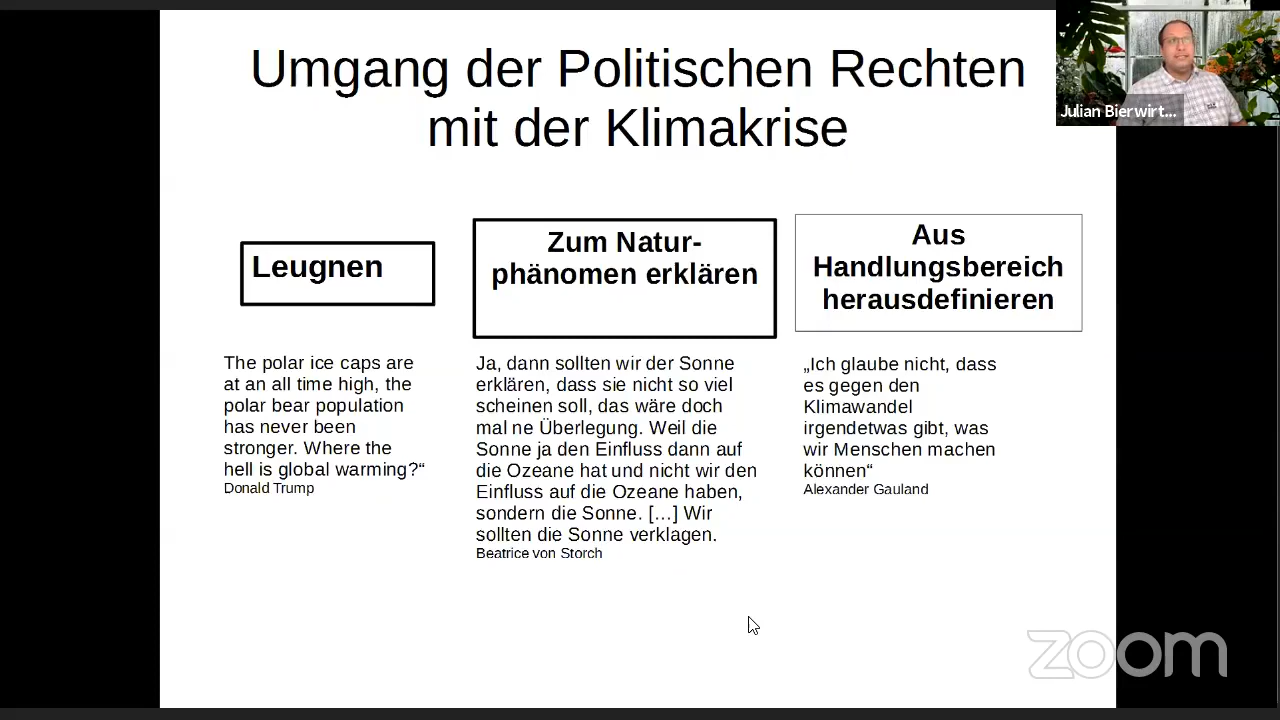 Umgang der Politischen Rechten
mit der Klimakrise
Julian Bierwirt...
Leugnen
The polar ice caps are
at an all time high, the
polar bear population
has never been
stronger. Where the
hell is global warming?“
Donald Trump
Zum Natur-
phänomen erklären
Ja, dann sollten wir der Sonne
erklären, dass sie nicht so viel
scheinen soll, das wäre doch
mal ne Überlegung. Weil die
Sonne ja den Einfluss dann auf
die Ozeane hat und nicht wir den
Einfluss auf die Ozeane haben,
sondern die Sonne. […] Wir
sollten die Sonne verklagen.
Beatrice von Storch
Aus
Handlungsbereich
herausdefinieren
„Ich glaube nicht, dass
es gegen den
Klimawandel
irgendetwas gibt, was
wir Menschen machen
können“
Alexander Gauland
zoom